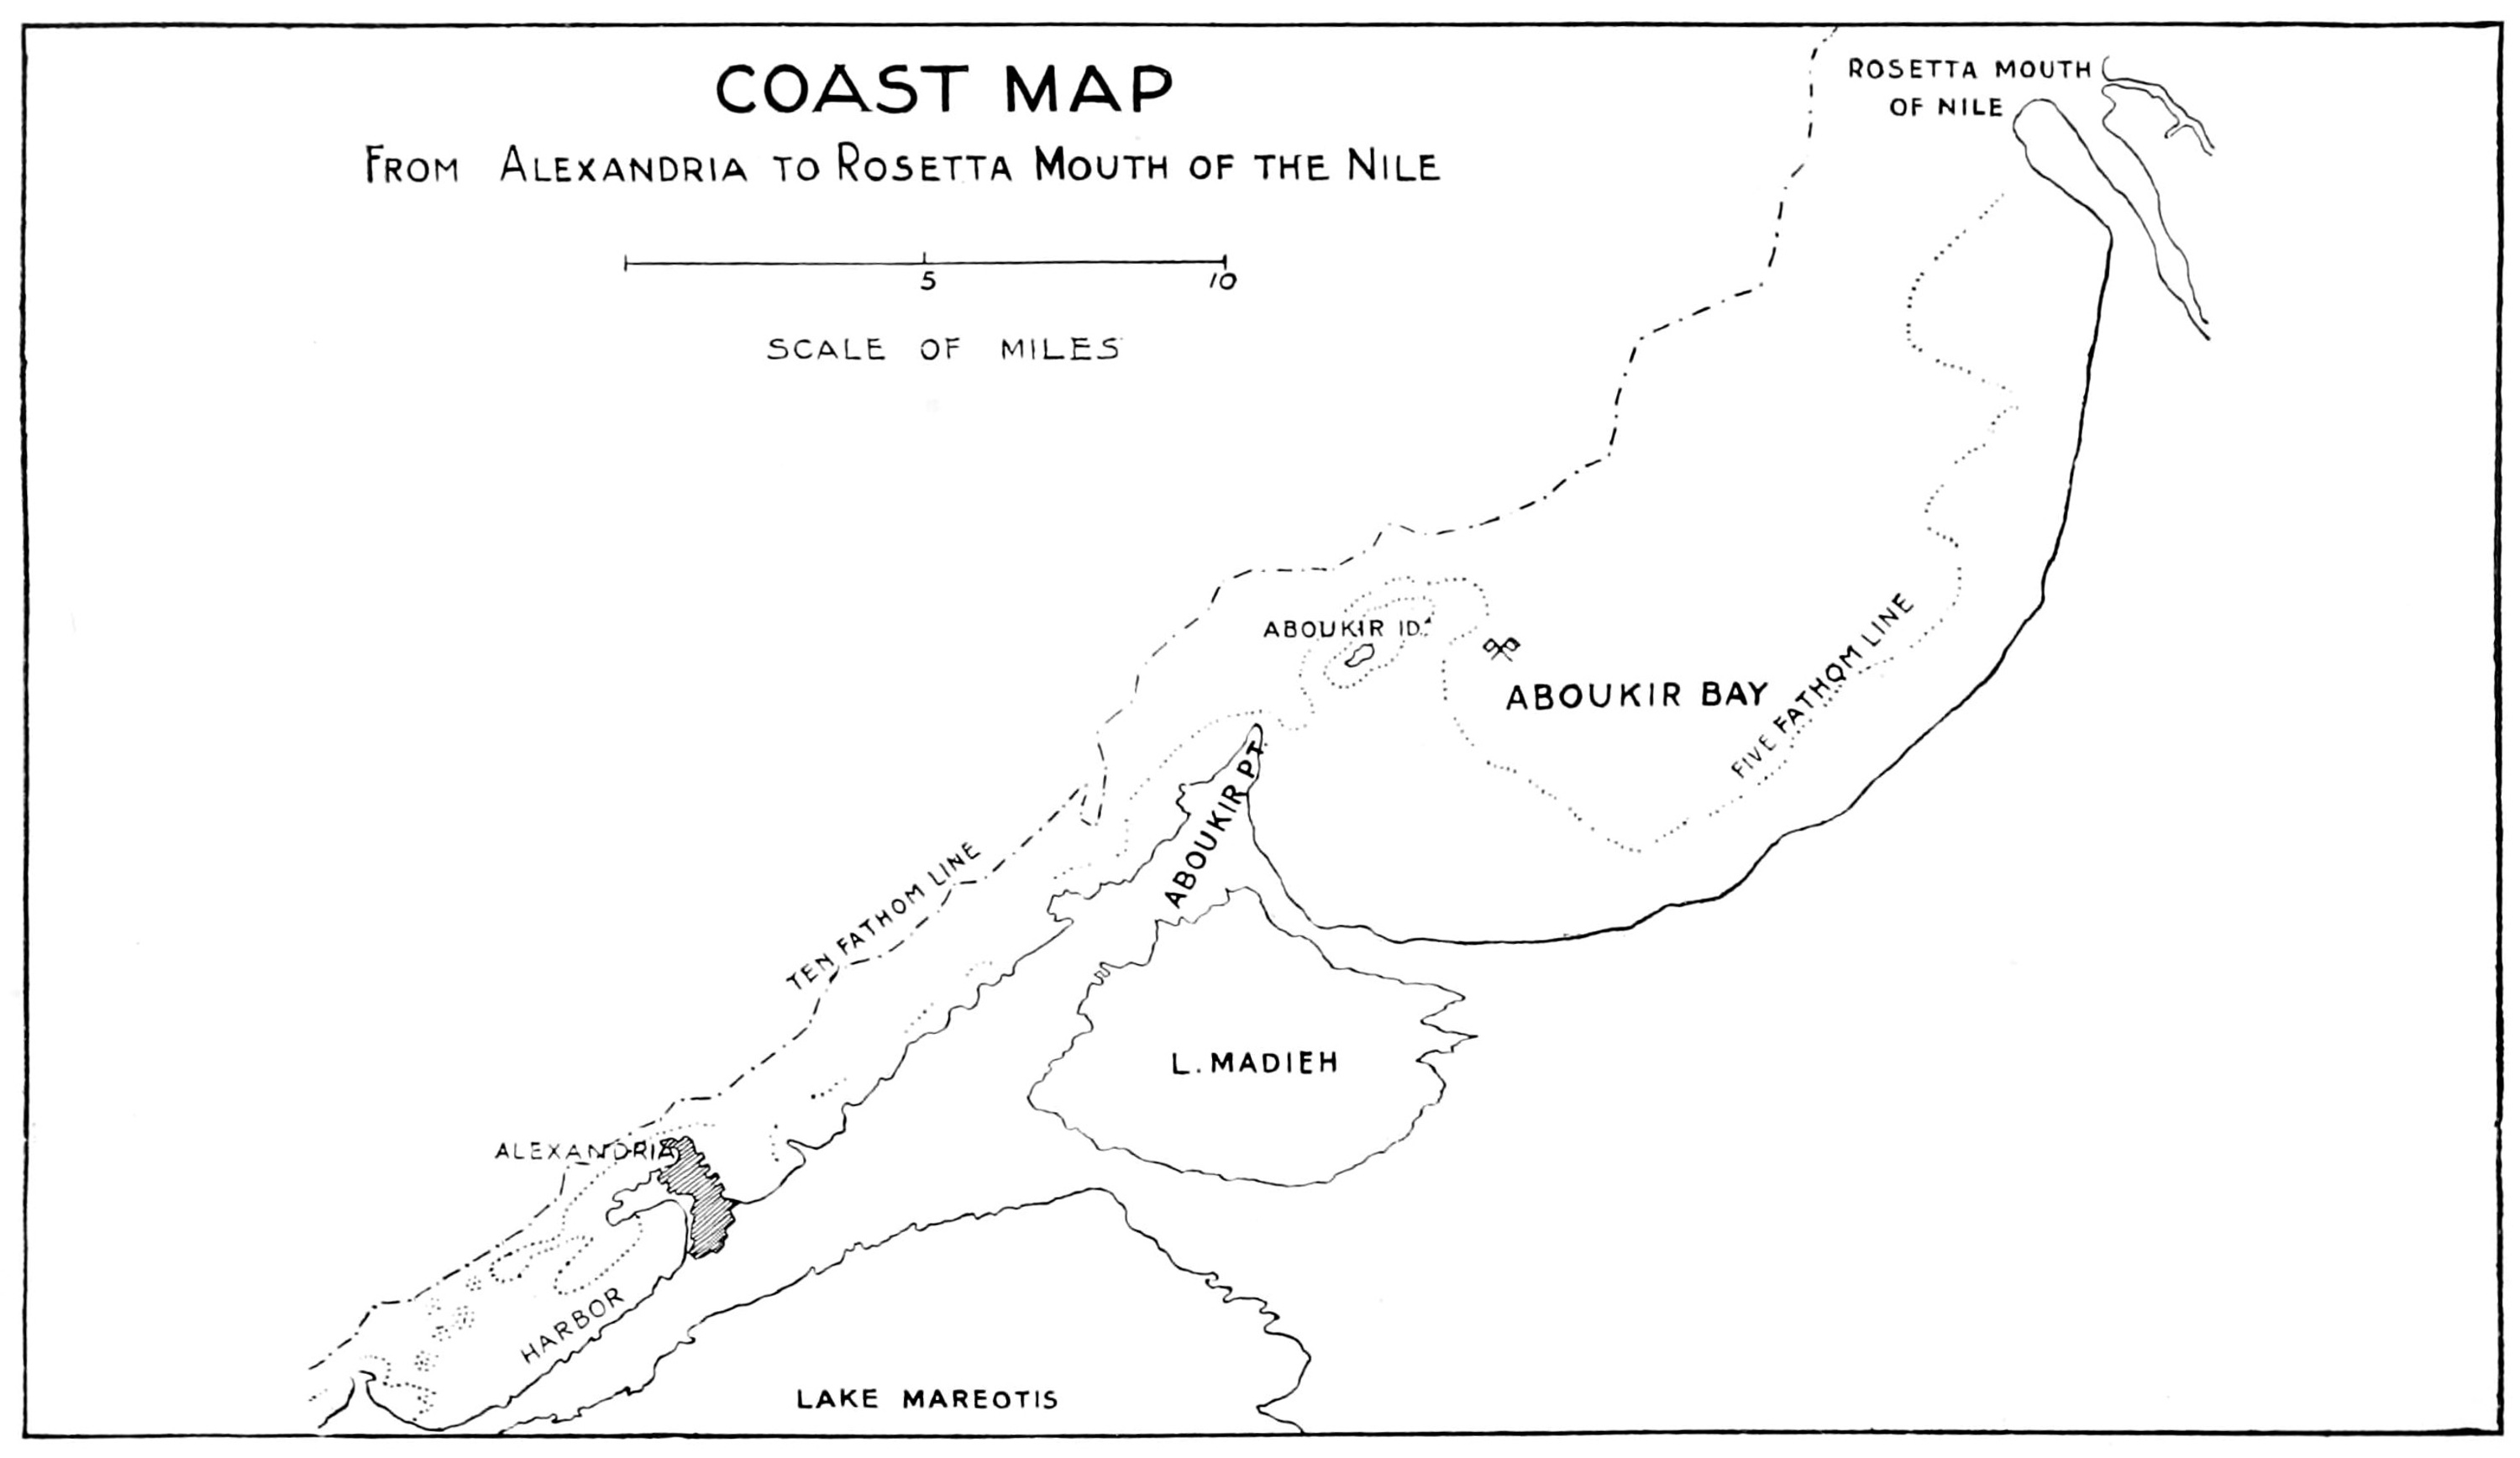 COAST MAP
FROM ALEXANDRIA TO ROSETTA MOUTH OF THE NILE
5 10
SCALE OF MILES
ROSETTA MOUTH
OF NILE
ABOUKIR ID.
ABOUKIR BAY
FIVE FATHOM LINE
ABOUKIR PT.
TEN FATHOM LINE
L. MADIEH
ALEXANDRIA
HARBOR
LAKE MAREOTIS